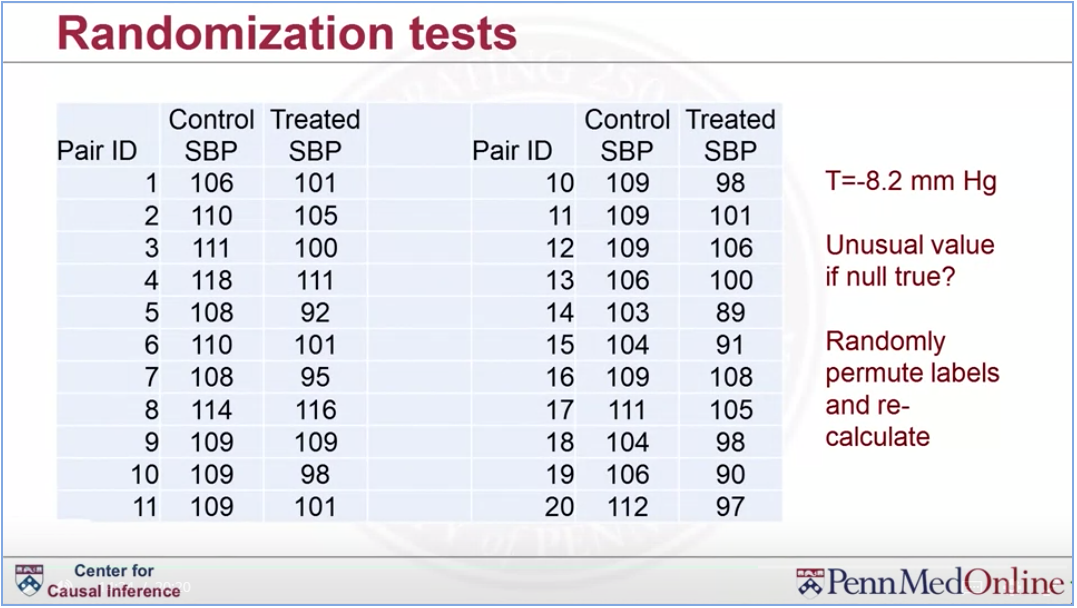 Randomization tests
Control Treated Control Treated
Pair ID SBP SBP Pair ID SBP SBP
1 106 101 10 109 98
2 110 105 11 109 101
3 111 100 12 109 106
4 118 111 13 106 100
5 108 92 14 103 89
6 110 101 15 104 91
7 108 95 16 109 108
8 114 116 17 111 105
9 109 109 18 104 98
10 109 98 19 106 90
11 109 101 20 112 97
T=-8.2 mm Hg
Unusual value
if null true?
Randomly
permute labels
and re-
calculate
Center for
Causal Inference
PennMedOnline